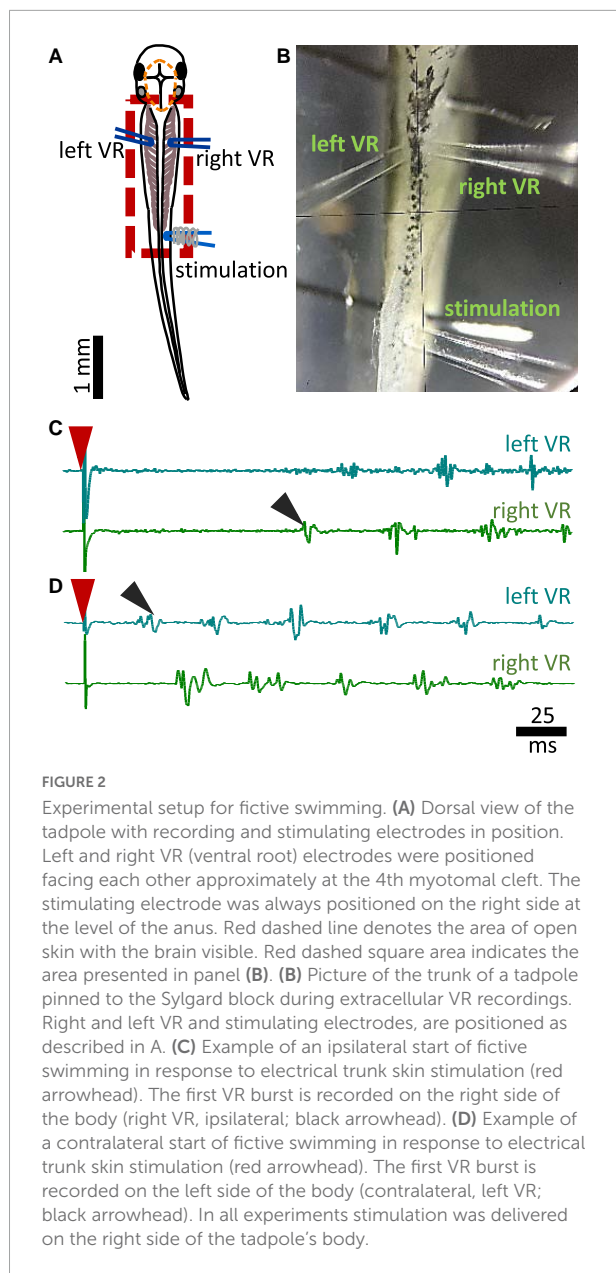 A
B
left VR
right VR
stimulation
1 mm
left VR
right VR
stimulation
C
left VR
right VR
D
left VR
right VR
25
ms
FIGURE 2
Experimental setup for fictive swimming. (A) Dorsal view of the
tadpole with recording and stimulating electrodes in position.
Left and right VR (ventral root) electrodes were positioned
facing each other approximately at the 4th myotomal cleft. The
stimulating electrode was always positioned on the right side at
the level of the anus. Red dashed line denotes the area of open
skin with the brain visible. Red dashed square area indicates the
area presented in panel (B). (B) Picture of the trunk of a tadpole
pinned to the Sylgard block during extracellular VR recordings.
Right and left VR and stimulating electrodes, are positioned as
described in A. (C) Example of an ipsilateral start of fictive
swimming in response to electrical trunk skin stimulation (red
arrowhead). The first VR burst is recorded on the right side of
the body (right VR, ipsilateral; black arrowhead). (D) Example of
a contralateral start of fictive swimming in response to electrical
trunk skin stimulation (red arrowhead). The first VR burst is
recorded on the left side of the body (contralateral, left VR;
black arrowhead). In all experiments stimulation was delivered
on the right side of the tadpole's body.